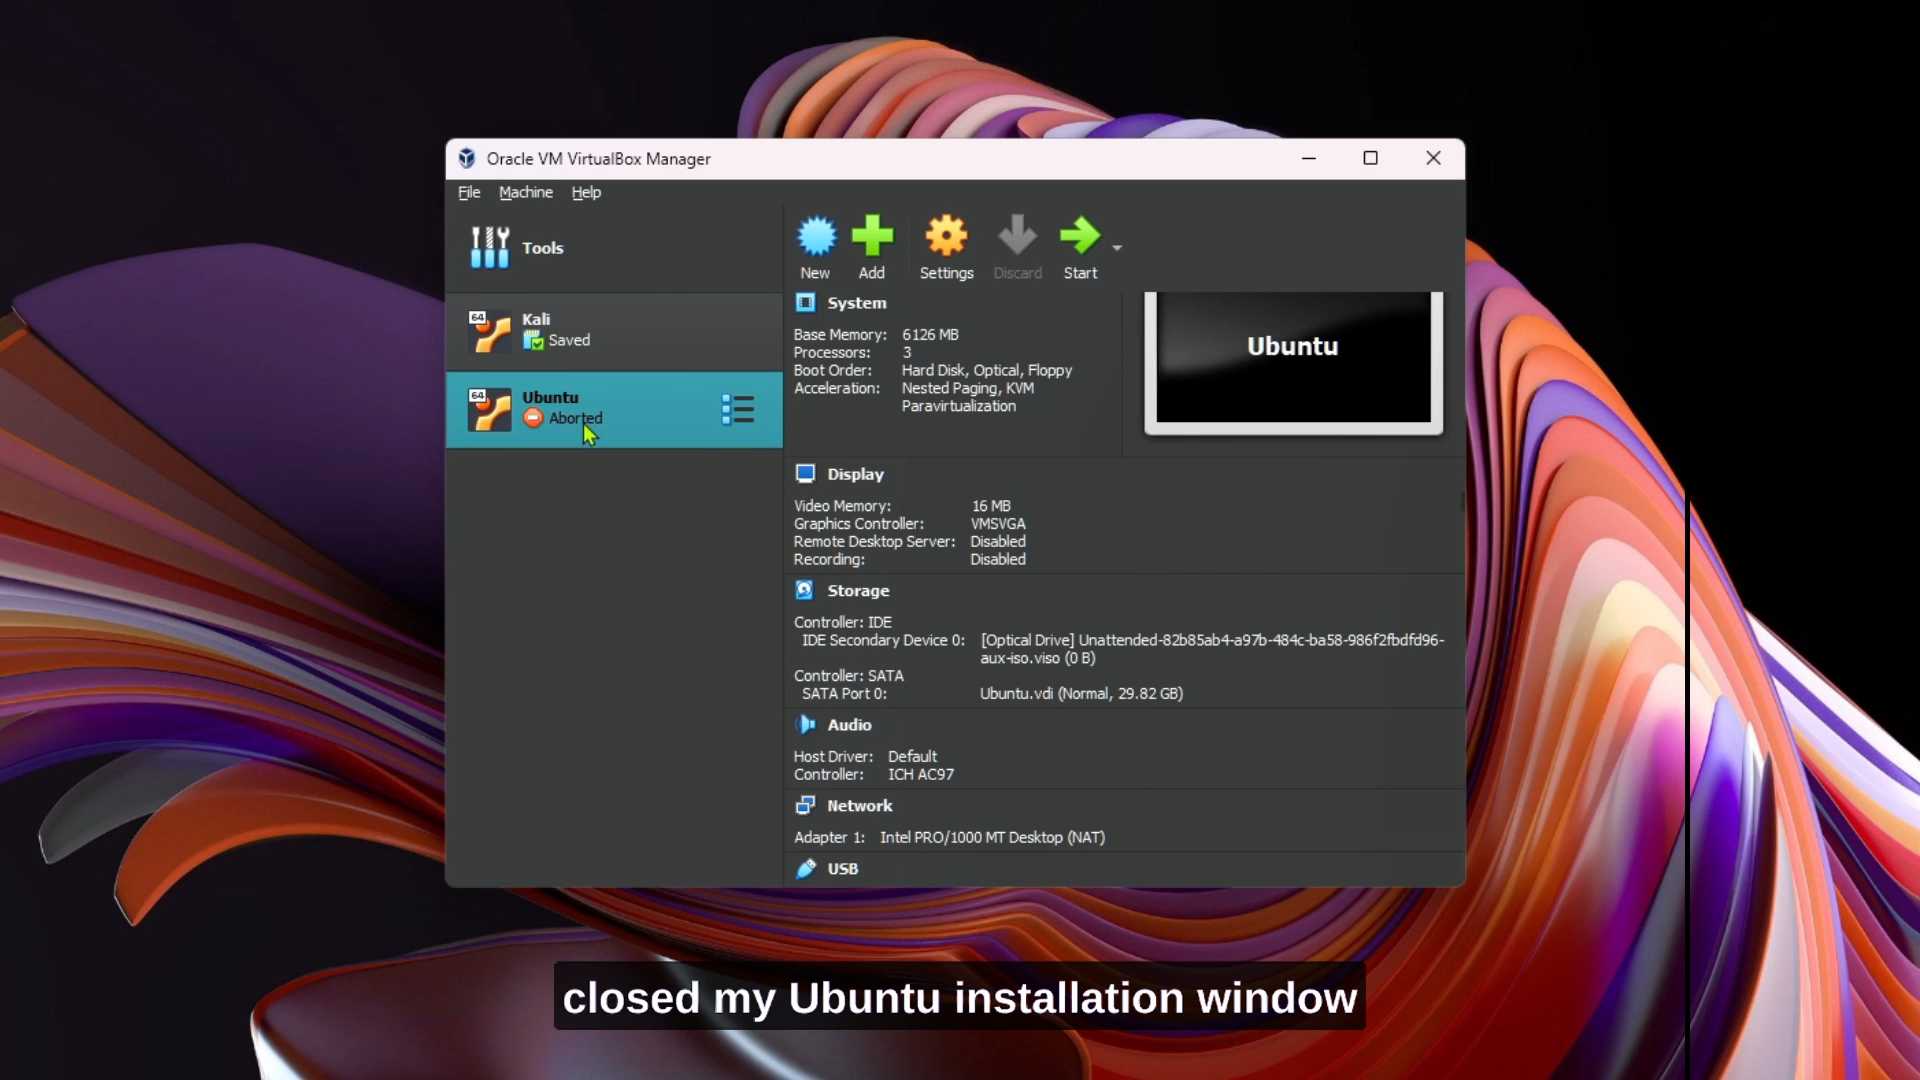 Oracle VM VirtualBox Manager
File Machine Help
Tools
New Add Settings Discard Start
64
Kali
Saved
64
Ubuntu
Aborted
System
Base Memory: 6126 MB
Processors: 3
Boot Order: Hard Disk, Optical, Floppy
Acceleration: Nested Paging, KVM
Paravirtualization
Ubuntu
Display
Video Memory: 16 MB
Graphics Controller: VMSVGA
Remote Desktop Server: Disabled
Recording: Disabled
Storage
Controller: IDE
IDE Secondary Device 0: [Optical Drive] Unattended-82b85ab4-a97b-484c-ba58-986f2fbdfd96-
aux-iso.viso (0 B)
Controller: SATA
SATA Port 0: Ubuntu.vdi (Normal, 29.82 GB)
Audio
Host Driver: Default
Controller: ICH AC97
Network
Adapter 1: Intel PRO/1000 MT Desktop (NAT)
USB
closed my Ubuntu installation window